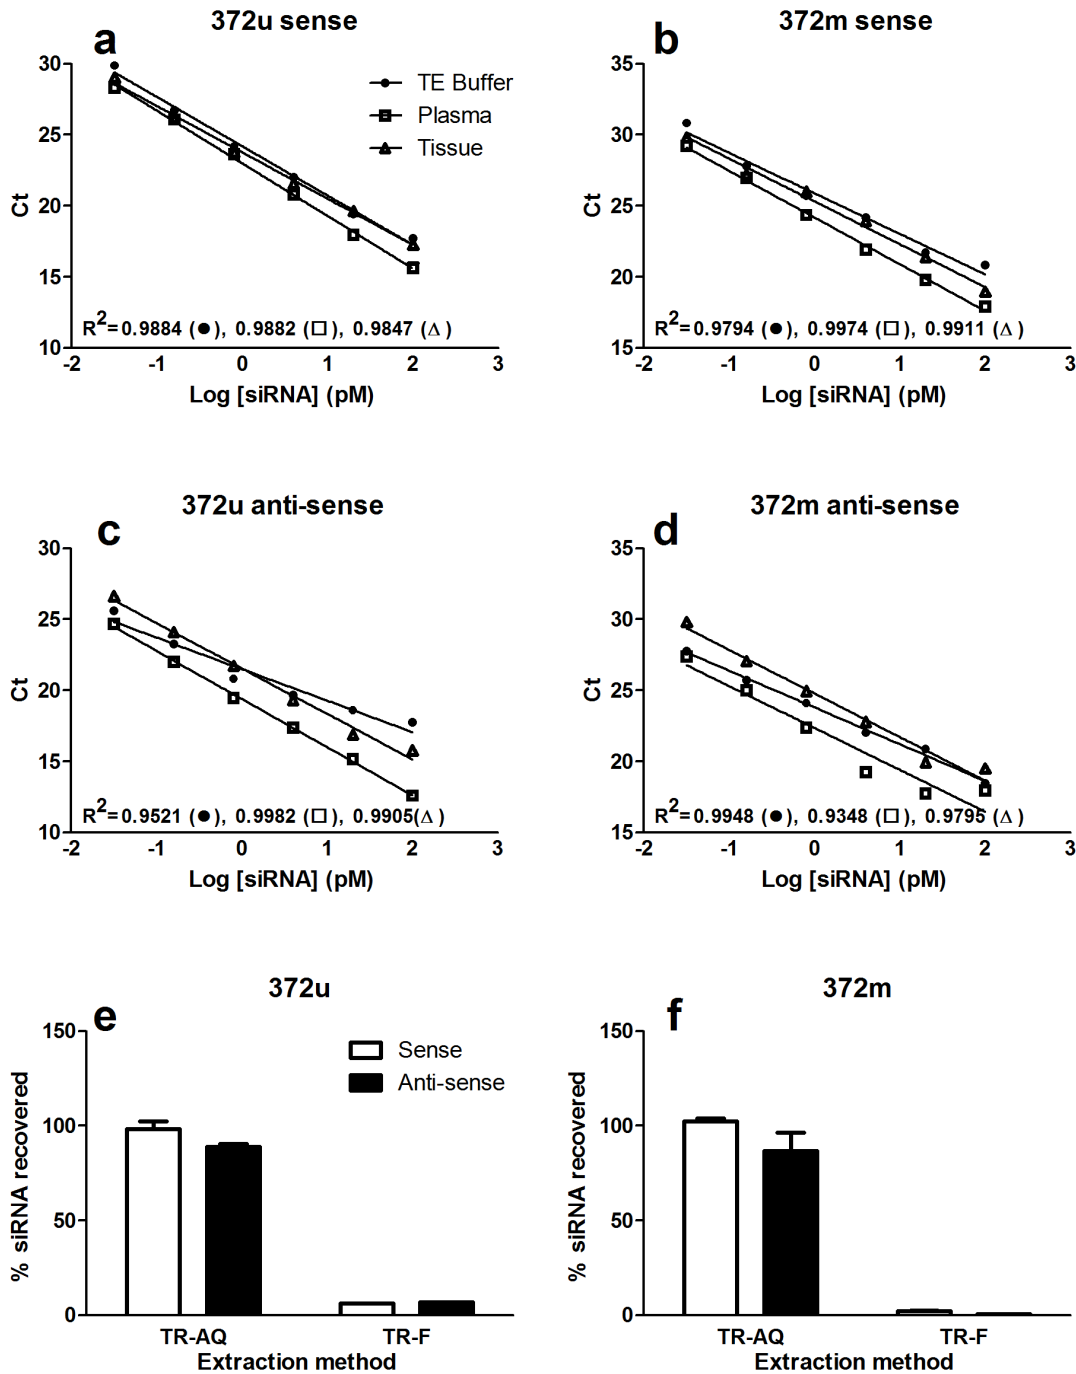 372u sense
a
30
25
20
15
10
Ct
TE Buffer
Plasma
Tissue
R2=0.9884 (●), 0.9882 (□), 0.9847 (Δ)
-2 -1 0 1 2 3
Log [siRNA] (pM)
372m sense
b
35
30
25
20
15
Ct
R2=0.9794 (●), 0.9974 (□), 0.9911 (Δ)
-2 -1 0 1 2 3
Log [siRNA] (pM)
372u anti-sense
c
30
25
20
15
10
Ct
R2=0.9521 (●), 0.9982 (□), 0.9905(Δ)
-2 -1 0 1 2 3
Log [siRNA] (pM)
372m anti-sense
d
35
30
25
20
15
Ct
R2=0.9948 (●), 0.9348 (□), 0.9795 (Δ)
-2 -1 0 1 2 3
Log [siRNA] (pM)
372u
e
150
100
50
0
% siRNA recovered
Sense
Anti-sense
TR-AQ TR-F
Extraction method
372m
f
150
100
50
0
% siRNA recovered
TR-AQ TR-F
Extraction method